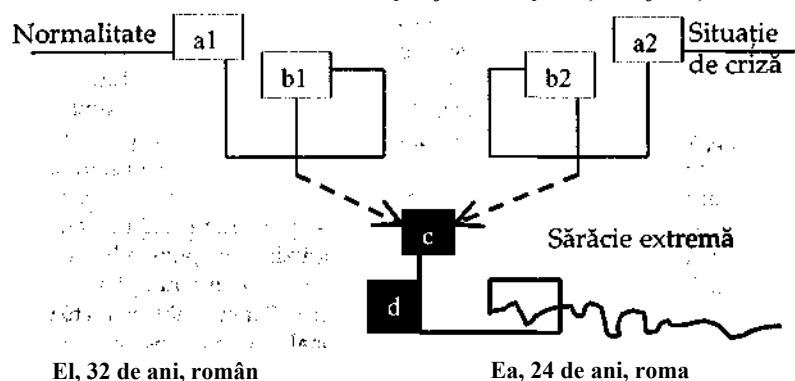 Normalitate
a1
a2
Situație
de criză
b1
b2
c
Sărăcie extremă
d
El, 32 de ani, român
Ea, 24 de ani, roma